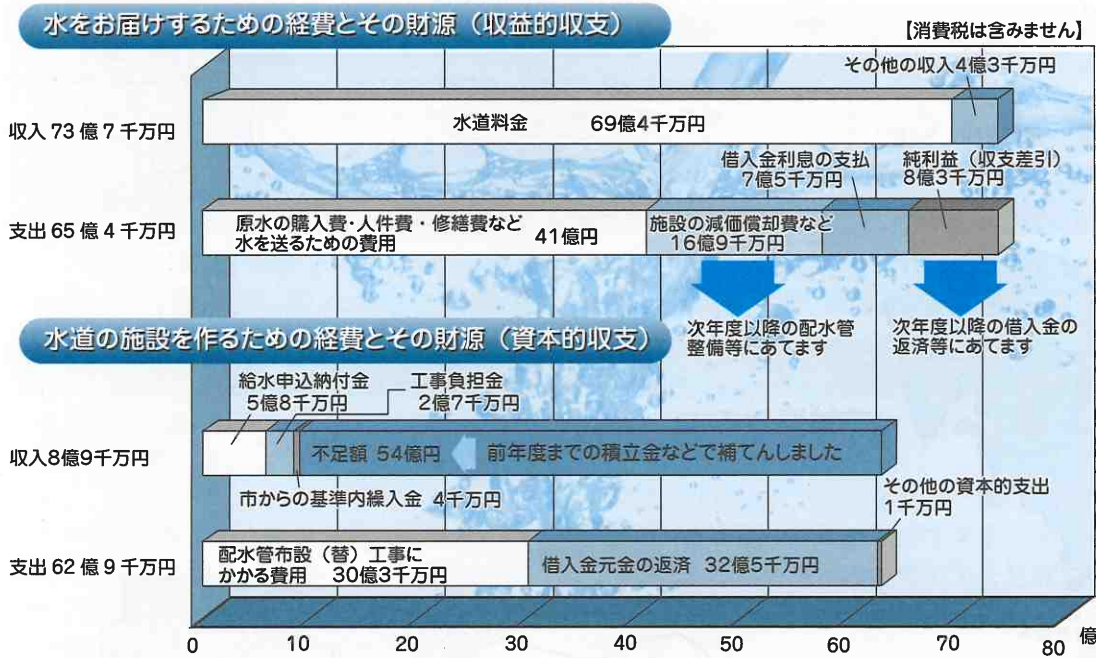 水をお届けするための経費とその財源（収益的収支）
【消費税は含みません】
その他の収入4億3千万円
収入 73 億 7 千万円
水道料金 69億4千万円
借入金利息の支払
7億5千万円
純利益（収支差引）
8億3千万円
支出 65 億 4 千万円
原水の購入費・人件費・修繕費など
水を送るための費用 41億円
施設の減価償却費など
16億9千万円
次年度以降の配水管
整備等にあてます
次年度以降の借入金の
返済等にあてます
水道の施設を作るための経費とその財源（資本的収支）
給水申込納付金
5億8千万円
工事負担金
2億7千万円
収入8億9千万円
不足額 54億円
前年度までの積立金などで補てんしました
市からの基準内繰入金 4千万円
その他の資本的支出
1千万円
支出 62 億 9 千万円
配水管布設（替）工事に
かかる費用 30億3千万円
借入金元金の返済 32億5千万円
0 10 20 30 40 50 60 70 80 億